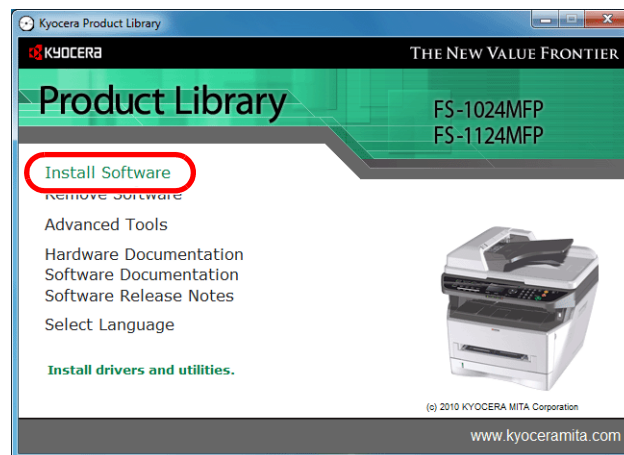 Kyocera Product Library
KYOCERA
THE NEW VALUE FRONTIER
Product Library
FS-1024MFP
FS-1124MFP
Install Software
Remove Software
Advanced Tools
Hardware Documentation
Software Documentation
Software Release Notes
Select Language
Install drivers and utilities.
(c) 2010 KYOCERA MITA Corporation
www.kyoceramita.com